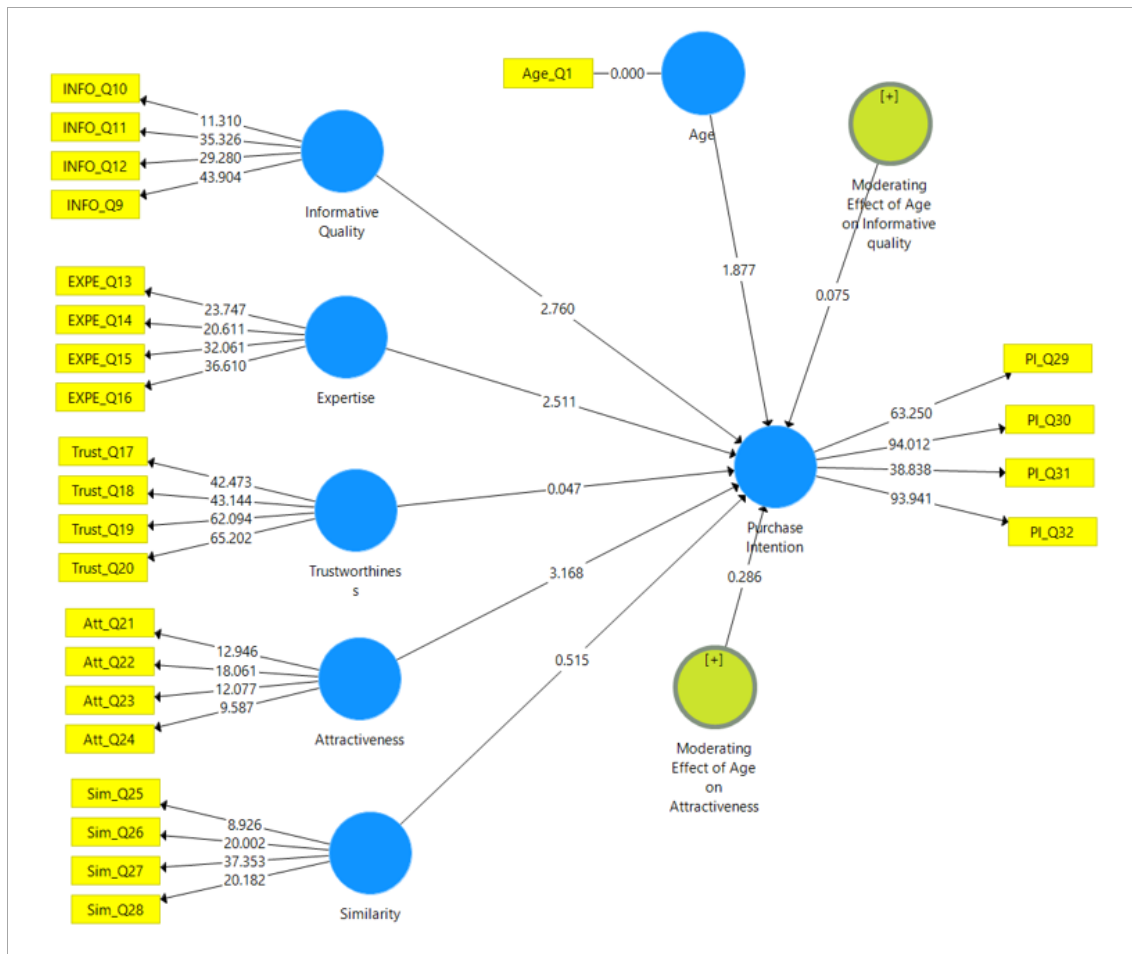 INFO_Q10
INFO_Q11
INFO_Q12
INFO_Q9
11.310
35.326
29.280
43.904
Informative
Quality
Age_Q1
0.000
Age
[+]
Moderating
Effect of Age
on Informative
quality
1.877
0.075
2.760
EXPE_Q13
EXPE_Q14
EXPE_Q15
EXPE_Q16
23.747
20.611
32.061
36.610
Expertise
2.511
Trust_Q17
Trust_Q18
Trust_Q19
Trust_Q20
42.473
43.144
62.094
65.202
Trustworthines
s
0.047
Purchase
Intention
63.250
94.012
38.838
93.941
PI_Q29
PI_Q30
PI_Q31
PI_Q32
Att_Q21
Att_Q22
Att_Q23
Att_Q24
12.946
18.061
12.077
9.587
Attractiveness
3.168
0.286
[+]
Moderating
Effect of Age
on
Attractiveness
Sim_Q25
Sim_Q26
Sim_Q27
Sim_Q28
8.926
20.002
37.353
20.182
Similarity
0.515